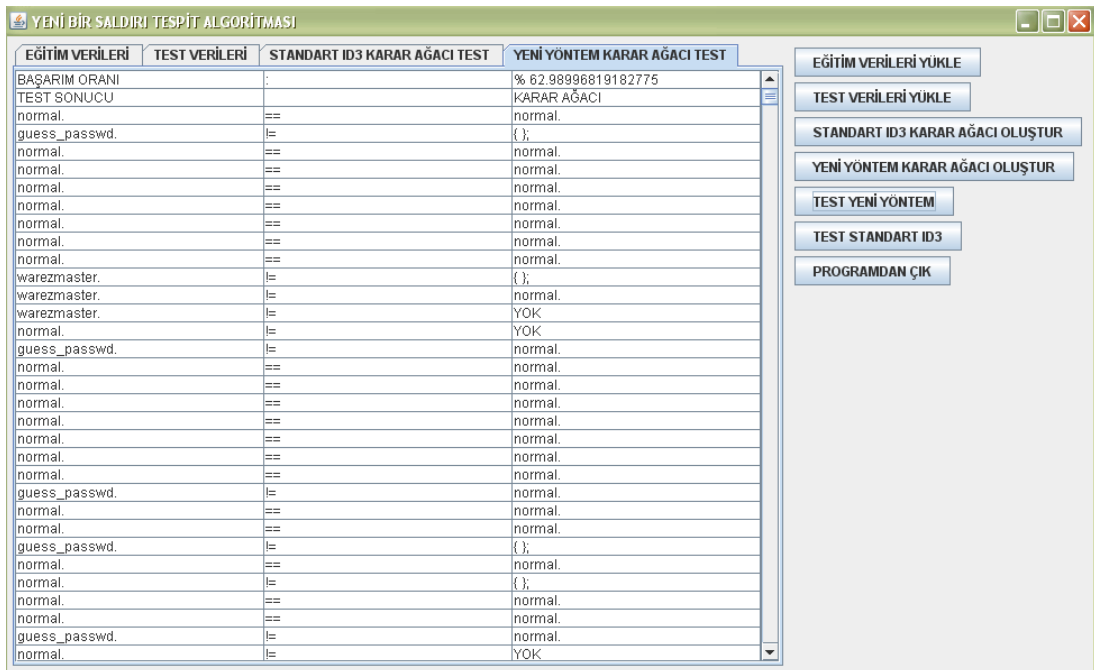 YENİ BİR SALDIRI TESPİT ALGORİTMASI
EĞİTİM VERİLERİ TEST VERİLERİ STANDART ID3 KARAR AĞACI TEST YENİ YÖNTEM KARAR AĞACI TEST
BAŞARIM ORANI : % 62.98996819182775
TEST SONUCU KARAR AĞACI
normal. == normal.
guess_passwd. != { };
normal. == normal.
normal. == normal.
normal. == normal.
normal. == normal.
normal. == normal.
normal. == normal.
normal. == normal.
warezmaster. != { };
warezmaster. != normal.
warezmaster. != YOK
normal. != YOK
guess_passwd. != normal.
normal. == normal.
normal. == normal.
normal. == normal.
normal. == normal.
normal. == normal.
normal. == normal.
normal. == normal.
guess_passwd. != normal.
normal. == normal.
normal. == normal.
guess_passwd. != { };
normal. == normal.
normal. != { };
normal. == normal.
normal. == normal.
guess_passwd. != normal.
normal. != YOK
EĞİTİM VERİLERİ YÜKLE
TEST VERİLERİ YÜKLE
STANDART ID3 KARAR AĞACI OLUŞTUR
YENİ YÖNTEM KARAR AĞACI OLUŞTUR
TEST YENİ YÖNTEM
TEST STANDART ID3
PROGRAMDAN ÇIK